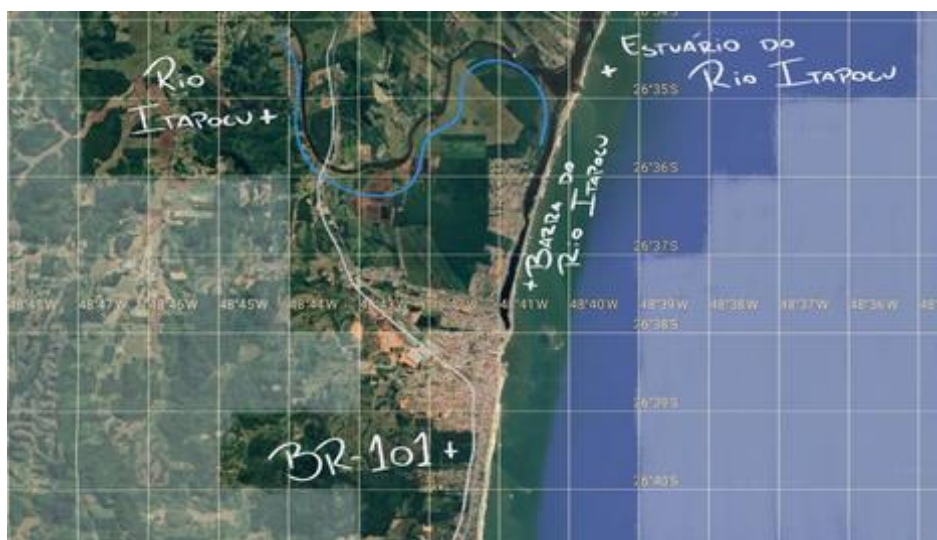 ESTUÁRIO DO
RIO ITAPOCU
RIO
ITAPOCU
26°35'S
26°36'S
BARRA DO
RIO ITAPOCU
26°37'S
48°47'W
48°46'W
48°45'W
48°44'W
48°41'W
48°40'W
48°39'W
48°38'W
48°37'W
48°36'W
26°38'S
26°39'S
BR-101
26°40'S